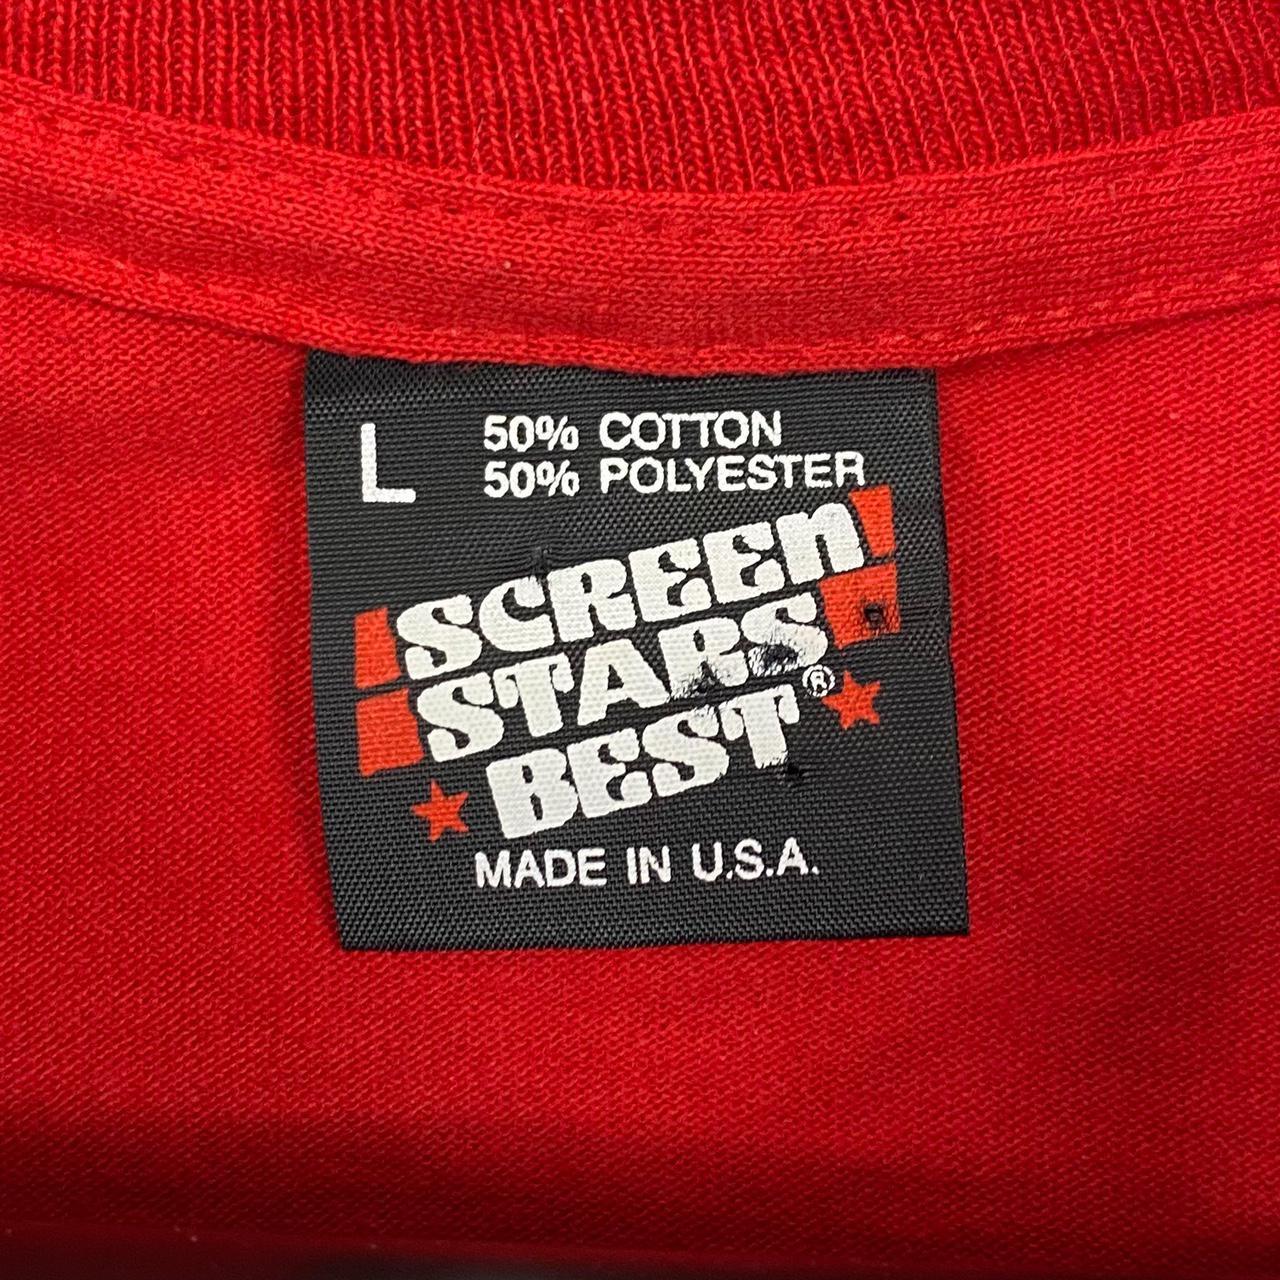 L
50% COTTON
50% POLYESTER
SCREEN
STARS
BEST®
MADE IN U.S.A.